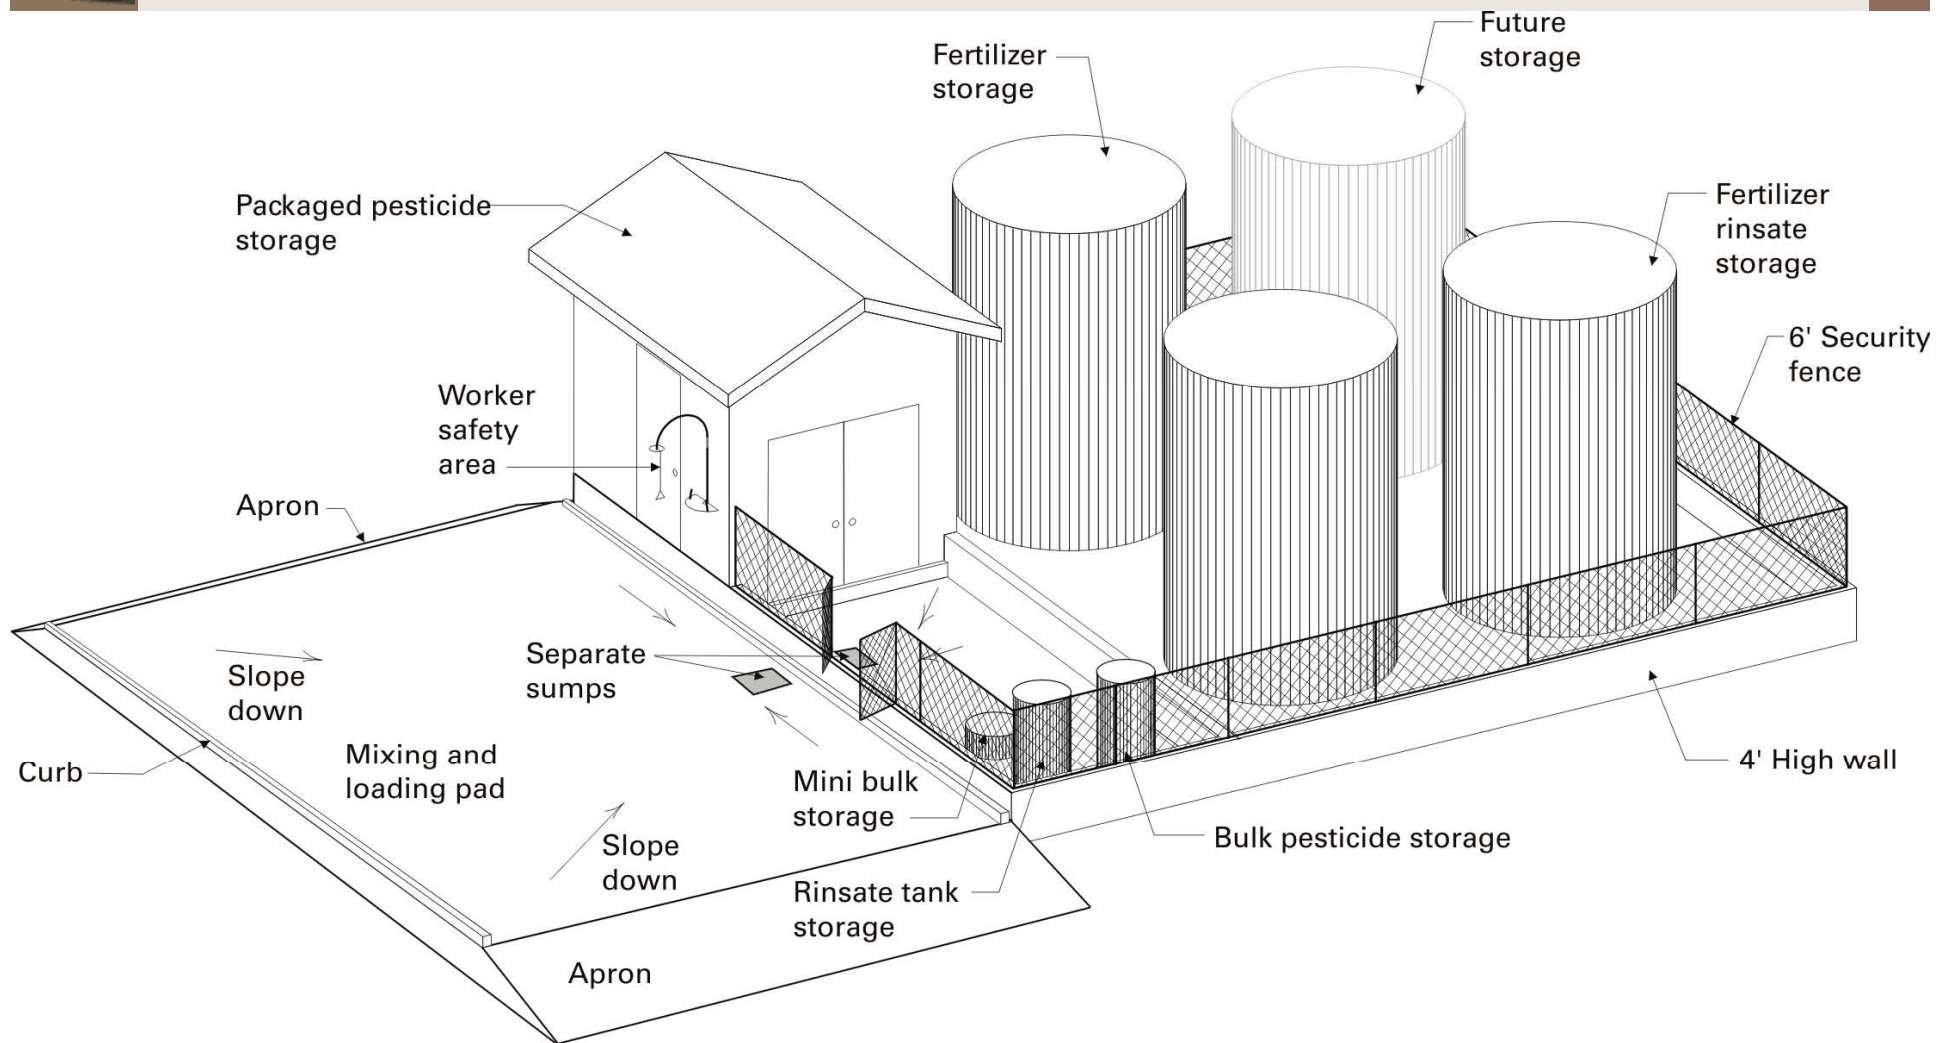 Future
storage
Fertilizer
storage
Packaged pesticide
storage
Fertilizer
rinsate
storage
6' Security
fence
Worker
safety
area
Apron
Separate
sumps
Slope
down
Curb
Mixing and
loading pad
Mini bulk
storage
4' High wall
Bulk pesticide storage
Slope
down
Rinsate tank
storage
Apron